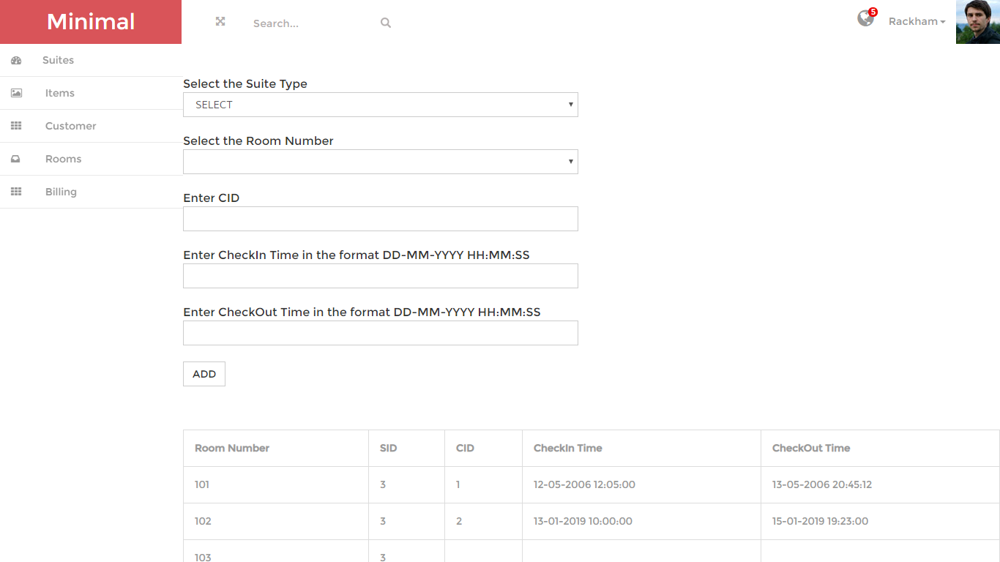 Minimal
Search...
5
Rackham
Suites
Items
Customer
Rooms
Billing
Select the Suite Type
SELECT
Select the Room Number
Enter CID
Enter CheckIn Time in the format DD-MM-YYYY HH:MM:SS
Enter CheckOut Time in the format DD-MM-YYYY HH:MM:SS
ADD
Room Number SID CID CheckIn Time CheckOut Time
101 3 1 12-05-2006 12:05:00 13-05-2006 20:45:12
102 3 2 13-01-2019 10:00:00 15-01-2019 19:23:00
103 3